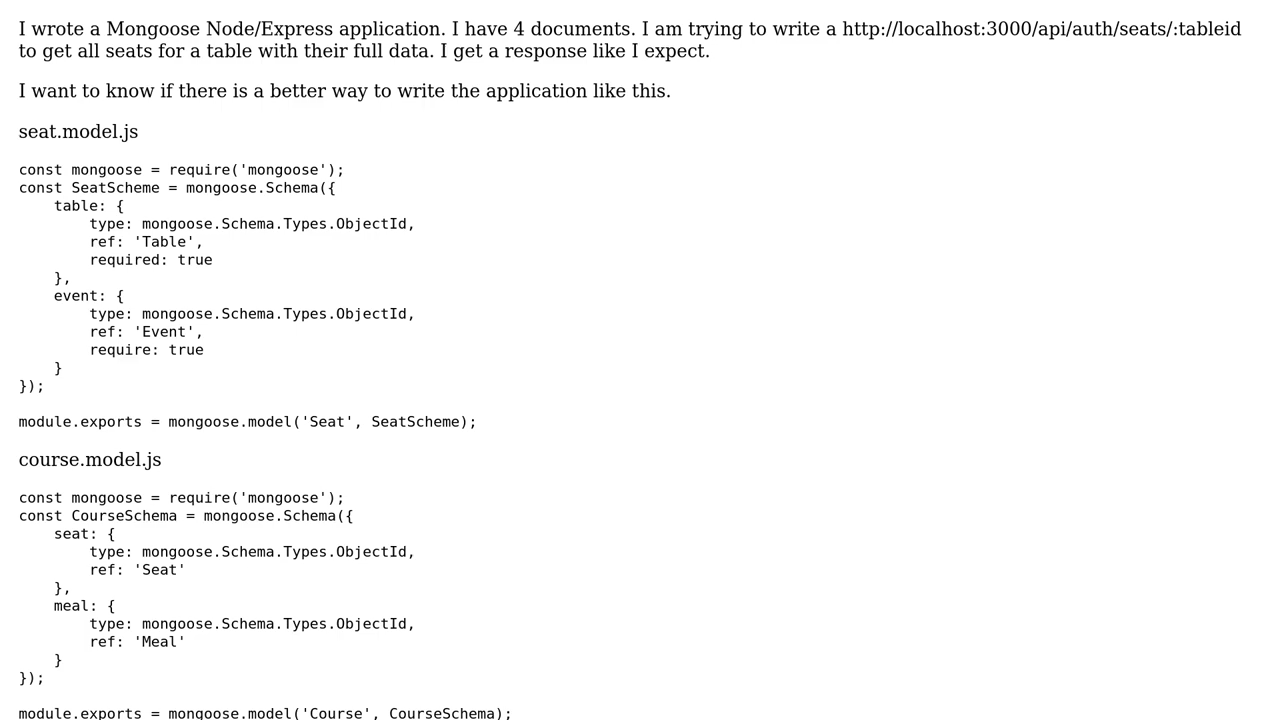 I wrote a Mongoose Node/Express application. I have 4 documents. I am trying to write a http://localhost:3000/api/auth/seats/:tableid
to get all seats for a table with their full data. I get a response like I expect.
I want to know if there is a better way to write the application like this.
seat.model.js
const mongoose = require('mongoose');
const SeatScheme = mongoose.Schema({
    table: {
        type: mongoose.Schema.Types.ObjectId,
        ref: 'Table',
        required: true
    },
    event: {
        type: mongoose.Schema.Types.ObjectId,
        ref: 'Event',
        require: true
    }
});
module.exports = mongoose.model('Seat', SeatScheme);
course.model.js
const mongoose = require('mongoose');
const CourseSchema = mongoose.Schema({
    seat: {
        type: mongoose.Schema.Types.ObjectId,
        ref: 'Seat'
    },
    meal: {
        type: mongoose.Schema.Types.ObjectId,
        ref: 'Meal'
    }
});
module.exports = mongoose.model('Course', CourseSchema);